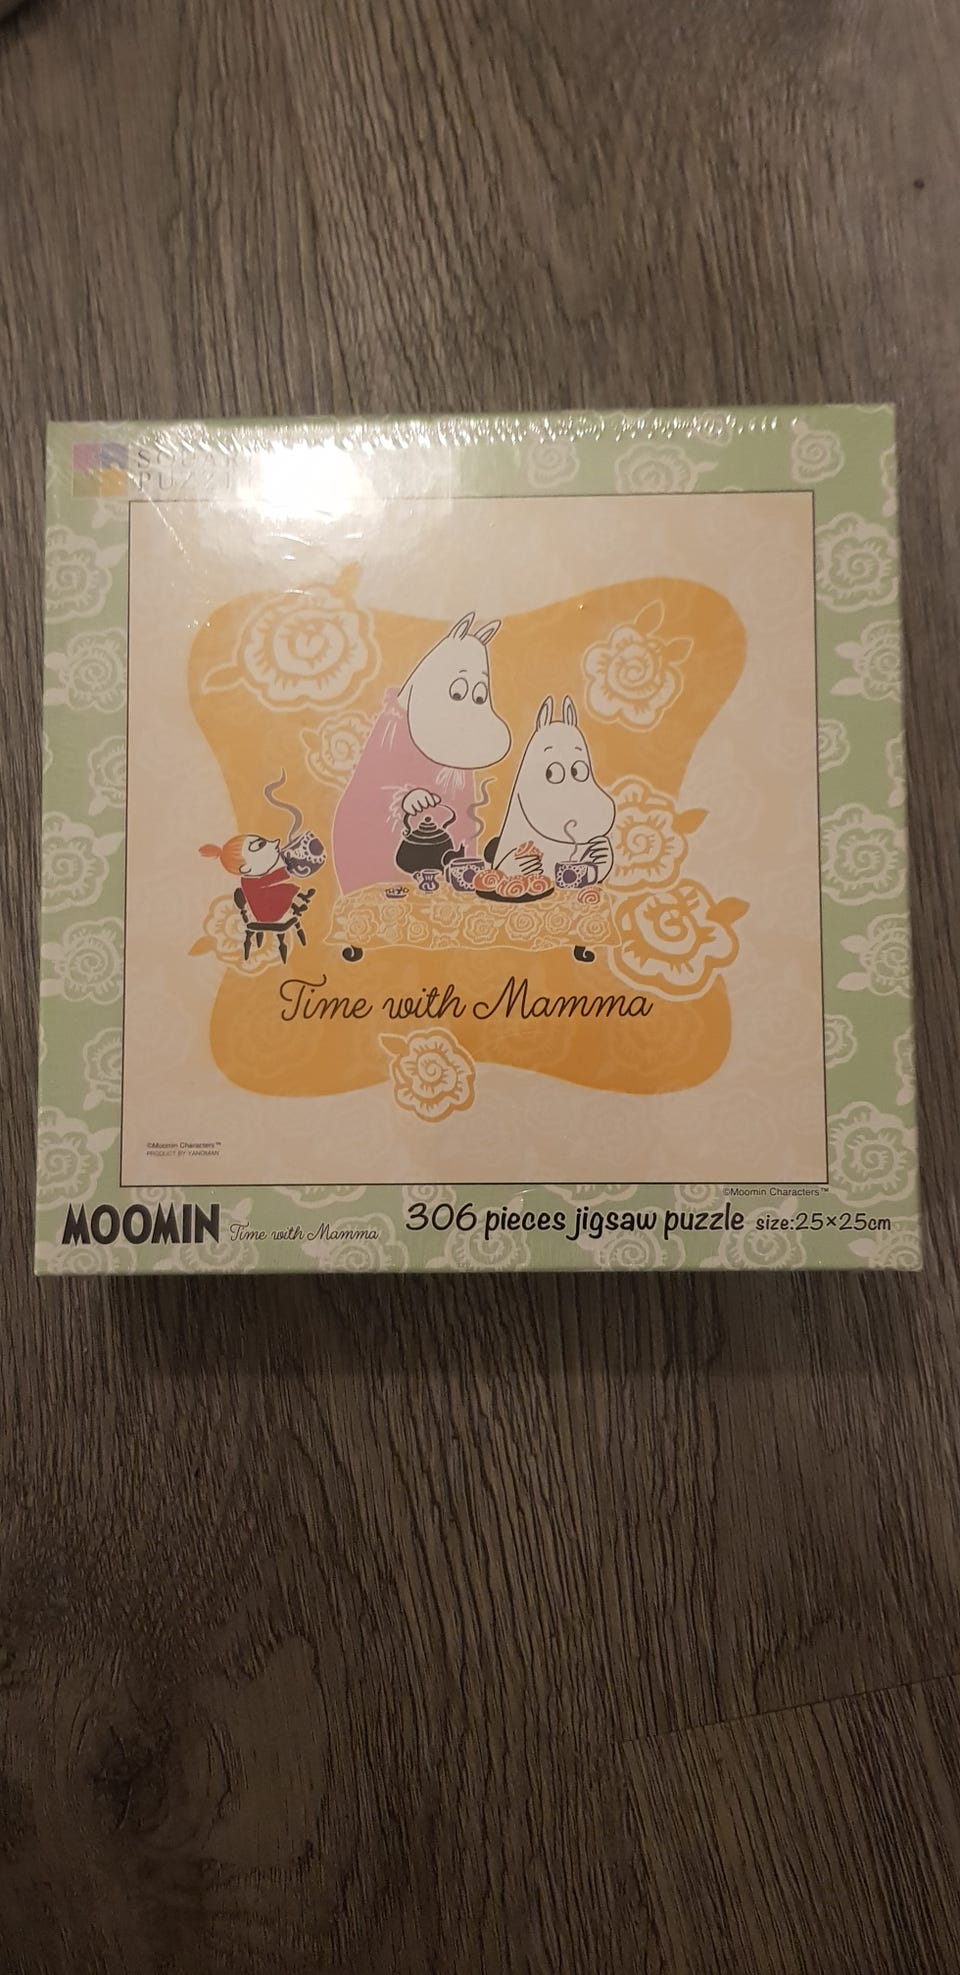 PUZZL
Time with Mamma
©Moomin Characters™
PRODUCT BY YANOMAN
©Moomin Characters™
MOOMIN Time with Mamma 306 pieces jigsaw puzzle size:25×25cm